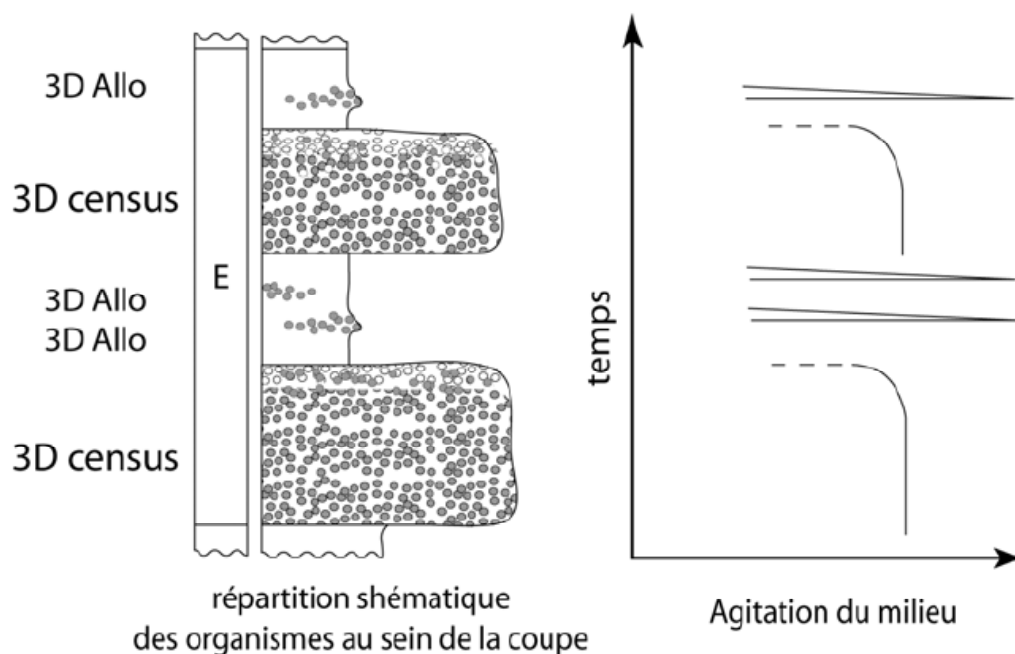 3D Allo
3D census
E
3D Allo
3D Allo
3D census
répartition shématique
des organismes au sein de la coupe
temps
Agitation du milieu